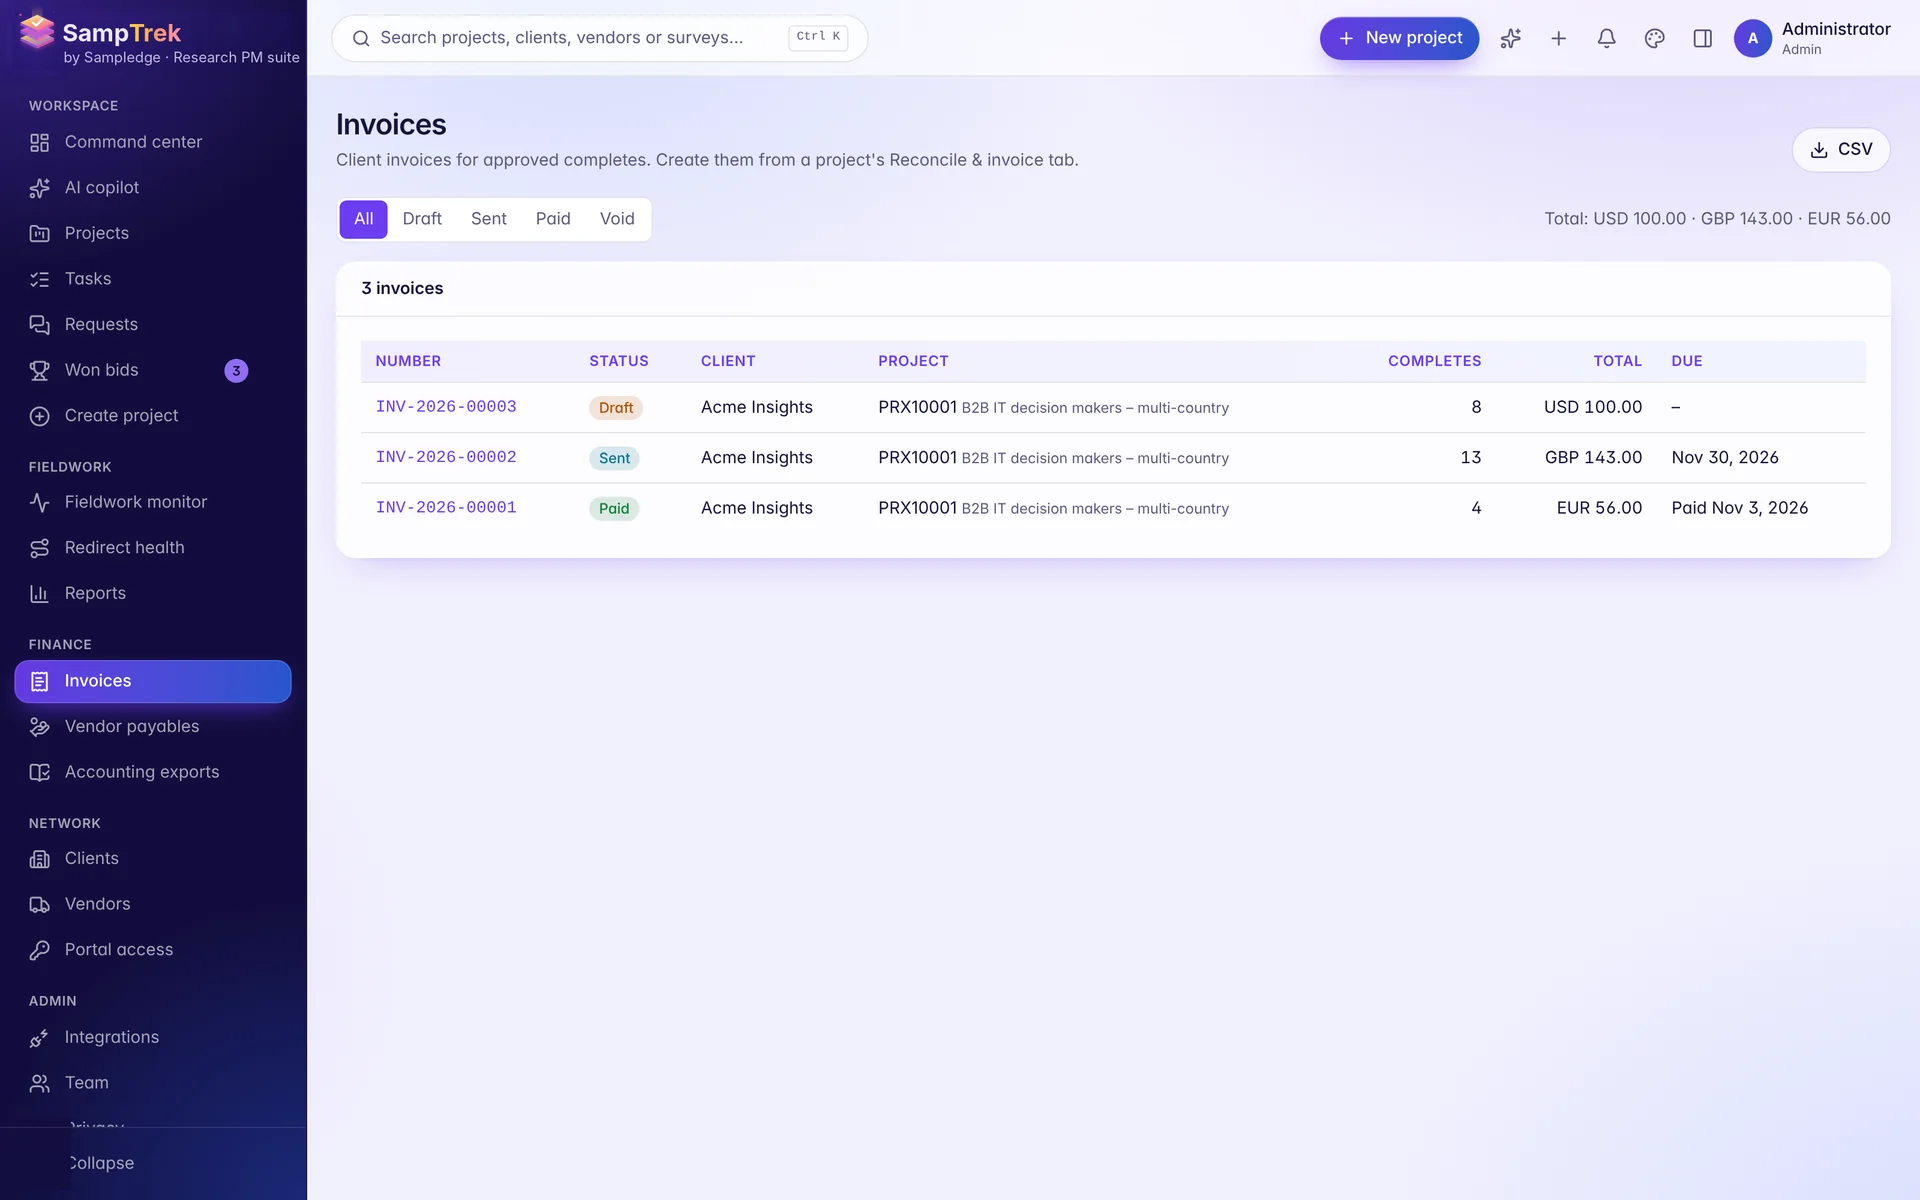 SampTrek
by Sampledge · Research PM suite
WORKSPACE
Command center
AI copilot
Projects
Tasks
Requests
Won bids 3
Create project
FIELDWORK
Fieldwork monitor
Redirect health
Reports
FINANCE
Invoices
Vendor payables
Accounting exports
NETWORK
Clients
Vendors
Portal access
ADMIN
Integrations
Team
Privacy
Collapse
Search projects, clients, vendors or surveys... Ctrl K
+ New project
A
Administrator
Admin
Invoices
Client invoices for approved completes. Create them from a project's Reconcile & invoice tab.
CSV
All Draft Sent Paid Void
Total: USD 100.00 · GBP 143.00 · EUR 56.00
3 invoices
NUMBER STATUS CLIENT PROJECT COMPLETES TOTAL DUE
INV-2026-00003 Draft Acme Insights PRX10001 B2B IT decision makers – multi-country 8 USD 100.00 –
INV-2026-00002 Sent Acme Insights PRX10001 B2B IT decision makers – multi-country 13 GBP 143.00 Nov 30, 2026
INV-2026-00001 Paid Acme Insights PRX10001 B2B IT decision makers – multi-country 4 EUR 56.00 Paid Nov 3, 2026